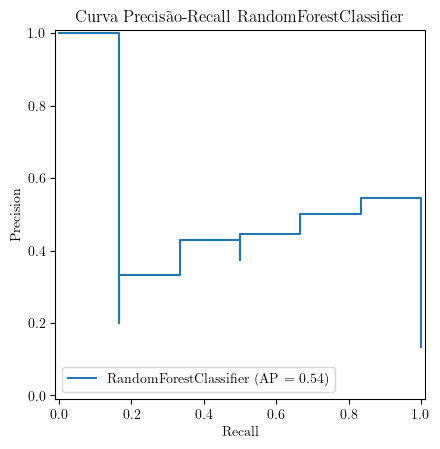 Curva Precisão-Recall RandomForestClassifier
1.0
0.8
0.6
0.4
0.2
0.0
Precision
RandomForestClassifier (AP = 0.54)
0.0 0.2 0.4 0.6 0.8 1.0
Recall